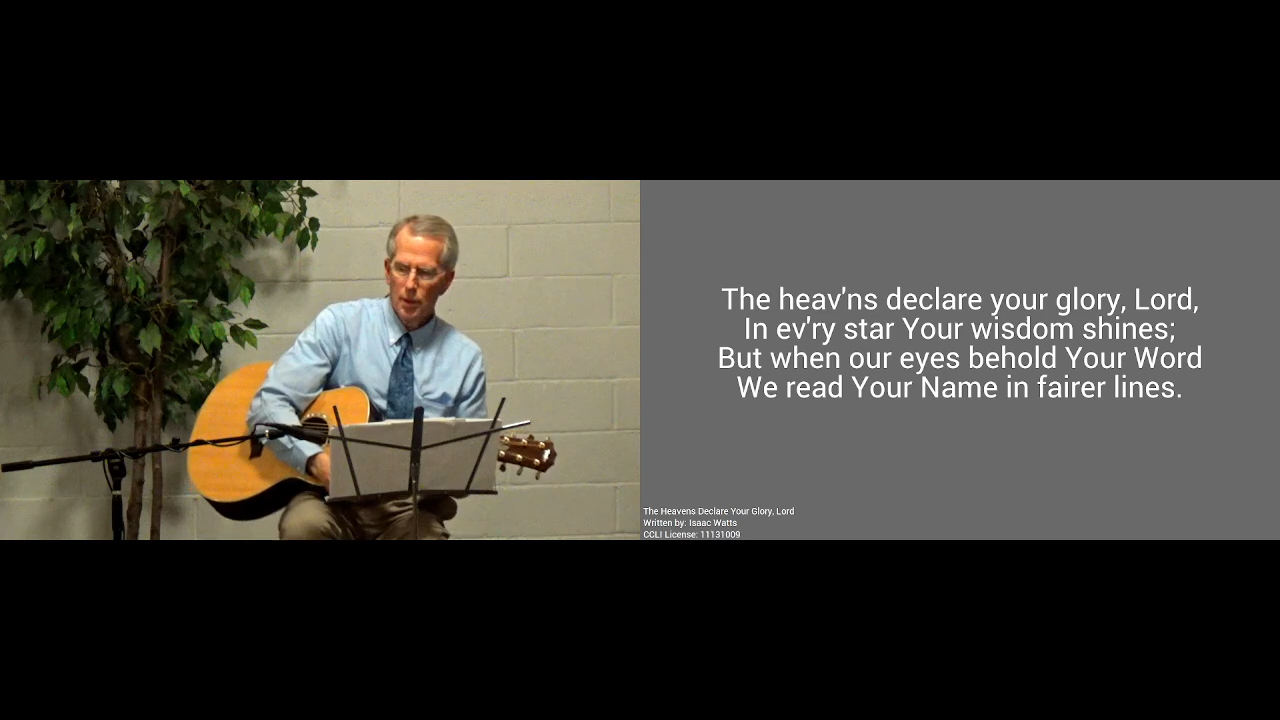 The heav'ns declare your glory, Lord,
In ev'ry star Your wisdom shines;
But when our eyes behold Your Word
We read Your Name in fairer lines.
The Heavens Declare Your Glory, Lord
Written by: Isaac Watts
CCLI License: 11131009